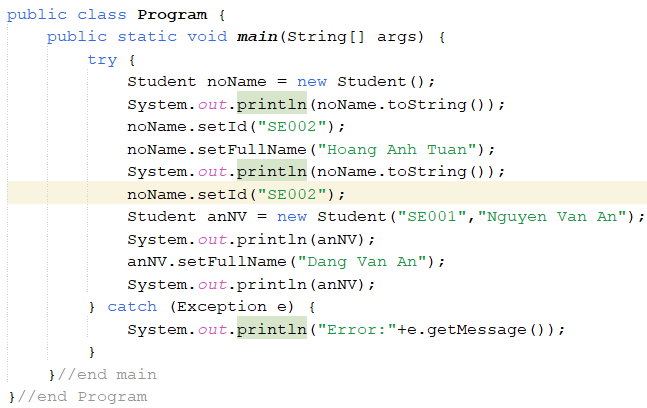 public class Program {
    public static void main(String[] args) {
        try {
            Student noName = new Student();
            System.out.println(noName.toString());
            noName.setId("SE002");
            noName.setFullName("Hoang Anh Tuan");
            System.out.println(noName.toString());
            noName.setId("SE002");
            Student anNV = new Student("SE001","Nguyen Van An");
            System.out.println(anNV);
            anNV.setFullName("Dang Van An");
            System.out.println(anNV);
        } catch (Exception e) {
            System.out.println("Error:"+e.getMessage());
        }
    }//end main
}//end Program